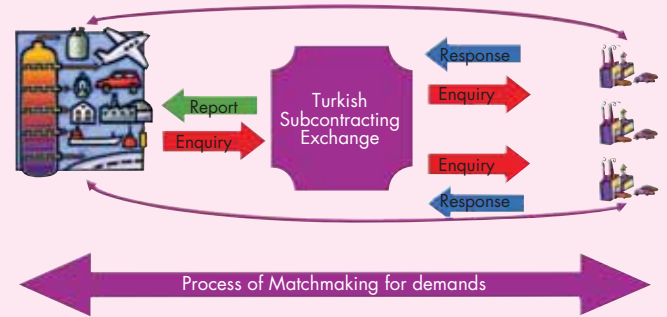 Response
Enquiry
Report
Enquiry
Turkish
Subcontracting
Exchange
Enquiry
Response
Process of Matchmaking for demands